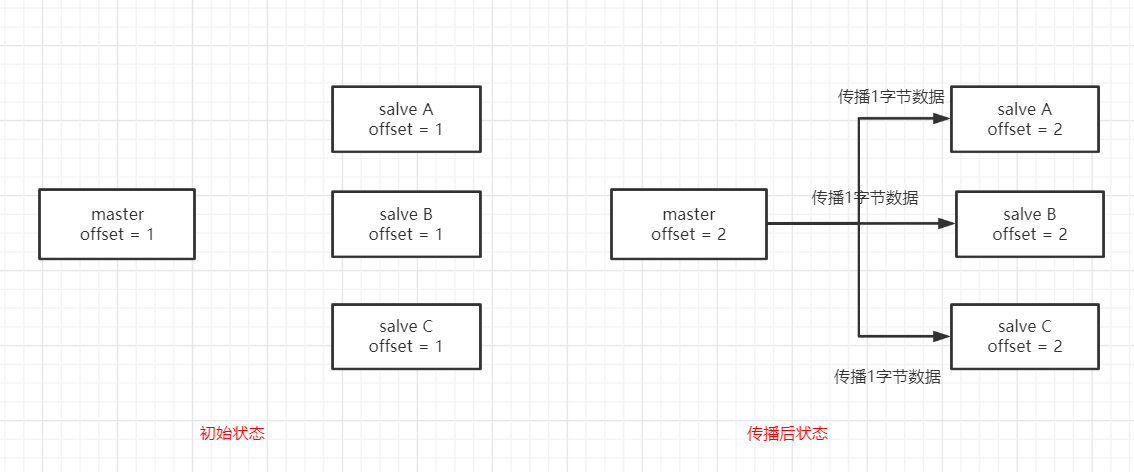 salve A
offset = 1
master
offset = 1
salve B
offset = 1
salve C
offset = 1
初始状态
传播1字节数据
salve A
offset = 2
传播1字节数据
master
offset = 2
salve B
offset = 2
salve C
offset = 2
传播1字节数据
传播后状态